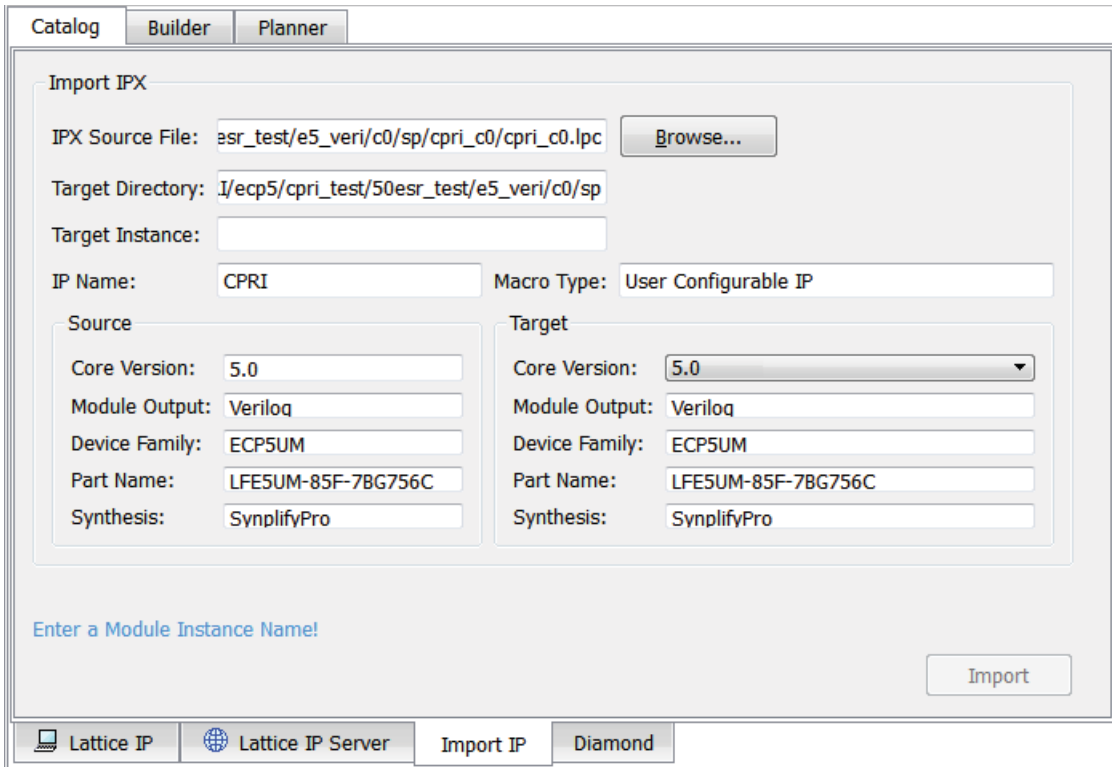 Catalog Builder Planner
Import IPX
IPX Source File: esr_test/e5_veri/c0/sp/cpri_c0/cpri_c0.lpc Browse...
Target Directory: I/ecp5/cpri_test/50esr_test/e5_veri/c0/sp
Target Instance:
IP Name: CPRI Macro Type: User Configurable IP
Source Target
Core Version: 5.0 Core Version: 5.0
Module Output: Verilog Module Output: Verilog
Device Family: ECP5UM Device Family: ECP5UM
Part Name: LFE5UM-85F-7BG756C Part Name: LFE5UM-85F-7BG756C
Synthesis: SynplifyPro Synthesis: SynplifyPro
Enter a Module Instance Name!
Import
Lattice IP Lattice IP Server Import IP Diamond